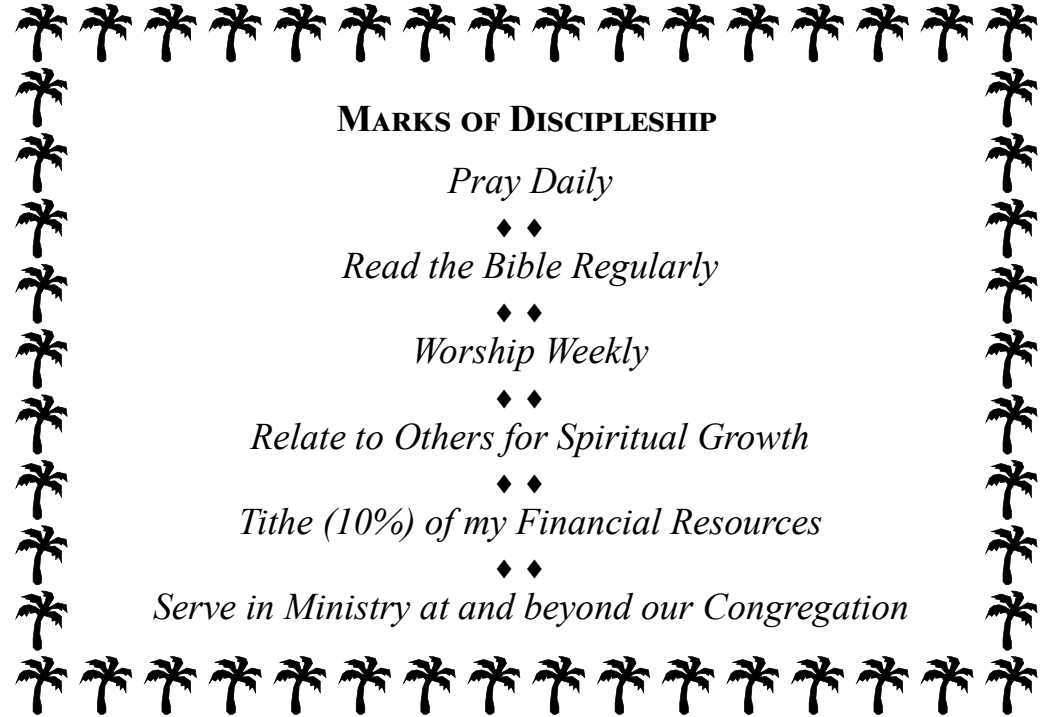 Marks of Discipleship
Pray Daily
♦ ♦
Read the Bible Regularly
♦ ♦
Worship Weekly
♦ ♦
Relate to Others for Spiritual Growth
♦ ♦
Tithe (10%) of my Financial Resources
♦ ♦
Serve in Ministry at and beyond our Congregation